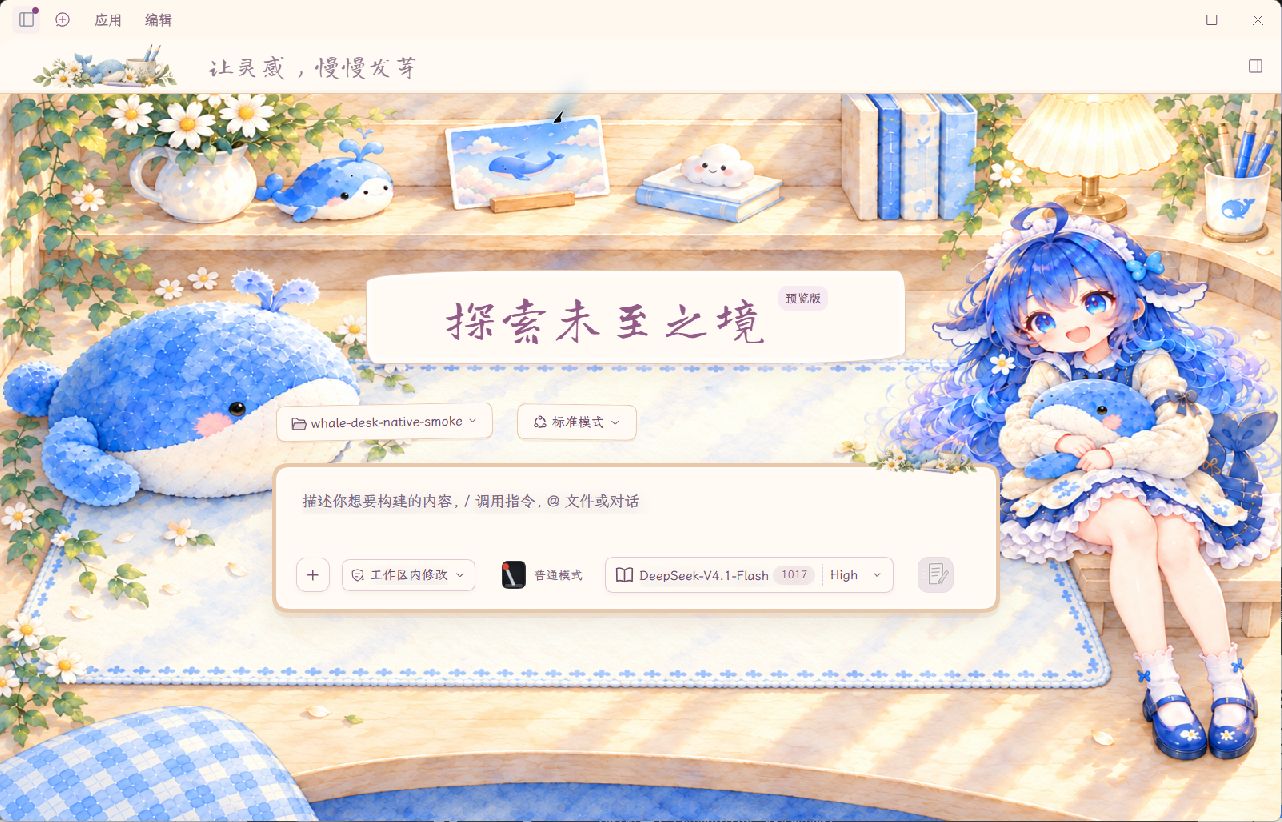 应用 编辑
让灵感，慢慢发芽
探索未至之境 预览版
whale-desk-native-smoke 标准模式
描述你想要构建的内容, / 调用指令, @ 文件或对话
工作区内修改 普通模式 DeepSeek-V4.1-Flash 1017 High